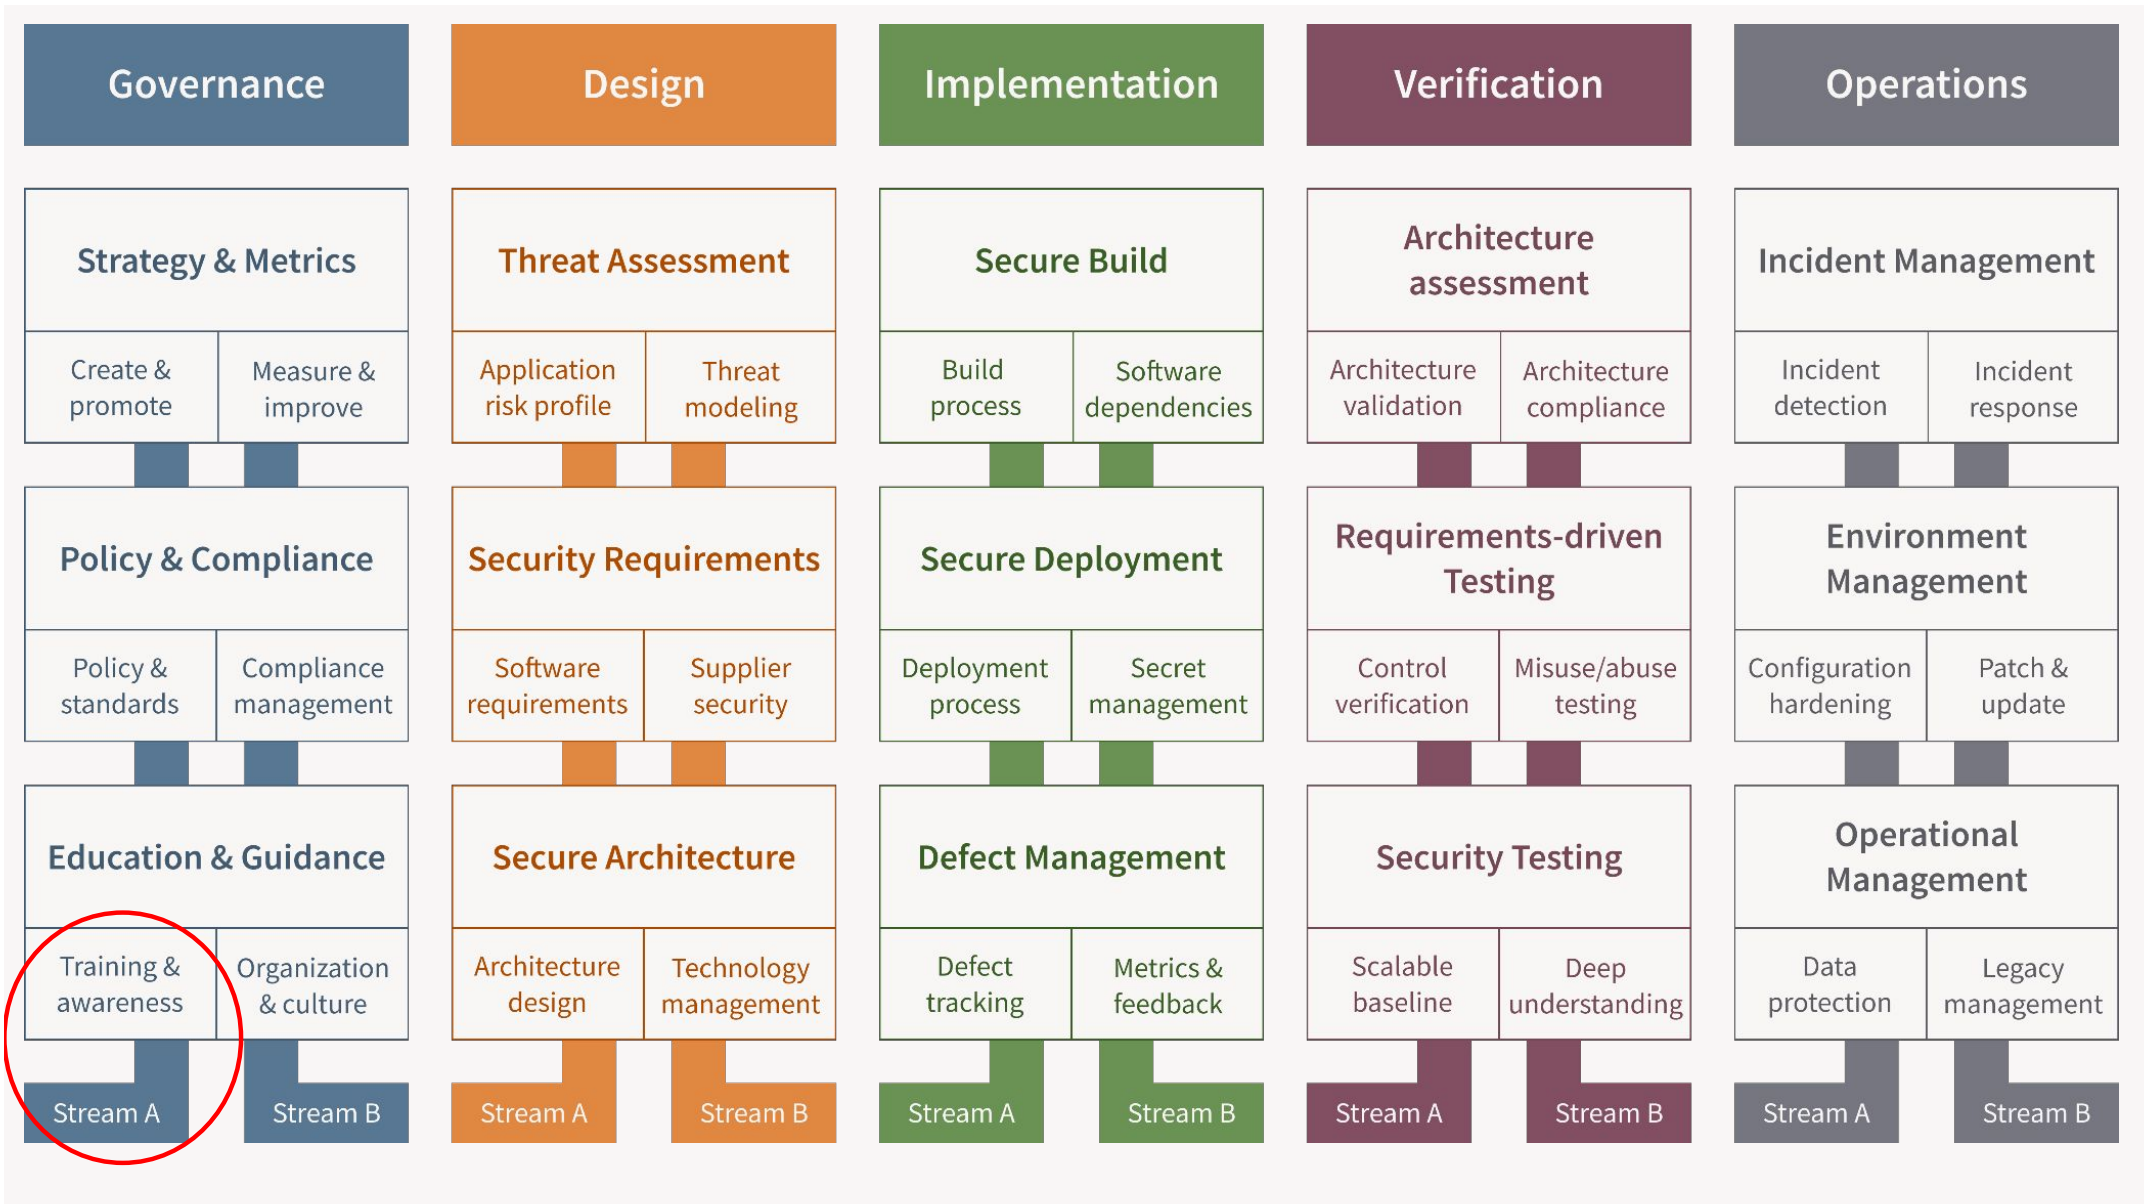 Governance
Design
Implementation
Verification
Operations
Strategy & Metrics
Create &
promote
Measure &
improve
Policy & Compliance
Policy &
standards
Compliance
management
Education & Guidance
Training &
awareness
Organization
& culture
Stream A
Stream B
Threat Assessment
Application
risk profile
Threat
modeling
Security Requirements
Software
requirements
Supplier
security
Secure Architecture
Architecture
design
Technology
management
Stream A
Stream B
Secure Build
Build
process
Software
dependencies
Secure Deployment
Deployment
process
Secret
management
Defect Management
Defect
tracking
Metrics &
feedback
Stream A
Stream B
Architecture
assessment
Architecture
validation
Architecture
compliance
Requirements-driven
Testing
Control
verification
Misuse/abuse
testing
Security Testing
Scalable
baseline
Deep
understanding
Stream A
Stream B
Incident Management
Incident
detection
Incident
response
Environment
Management
Configuration
hardening
Patch &
update
Operational
Management
Data
protection
Legacy
management
Stream A
Stream B